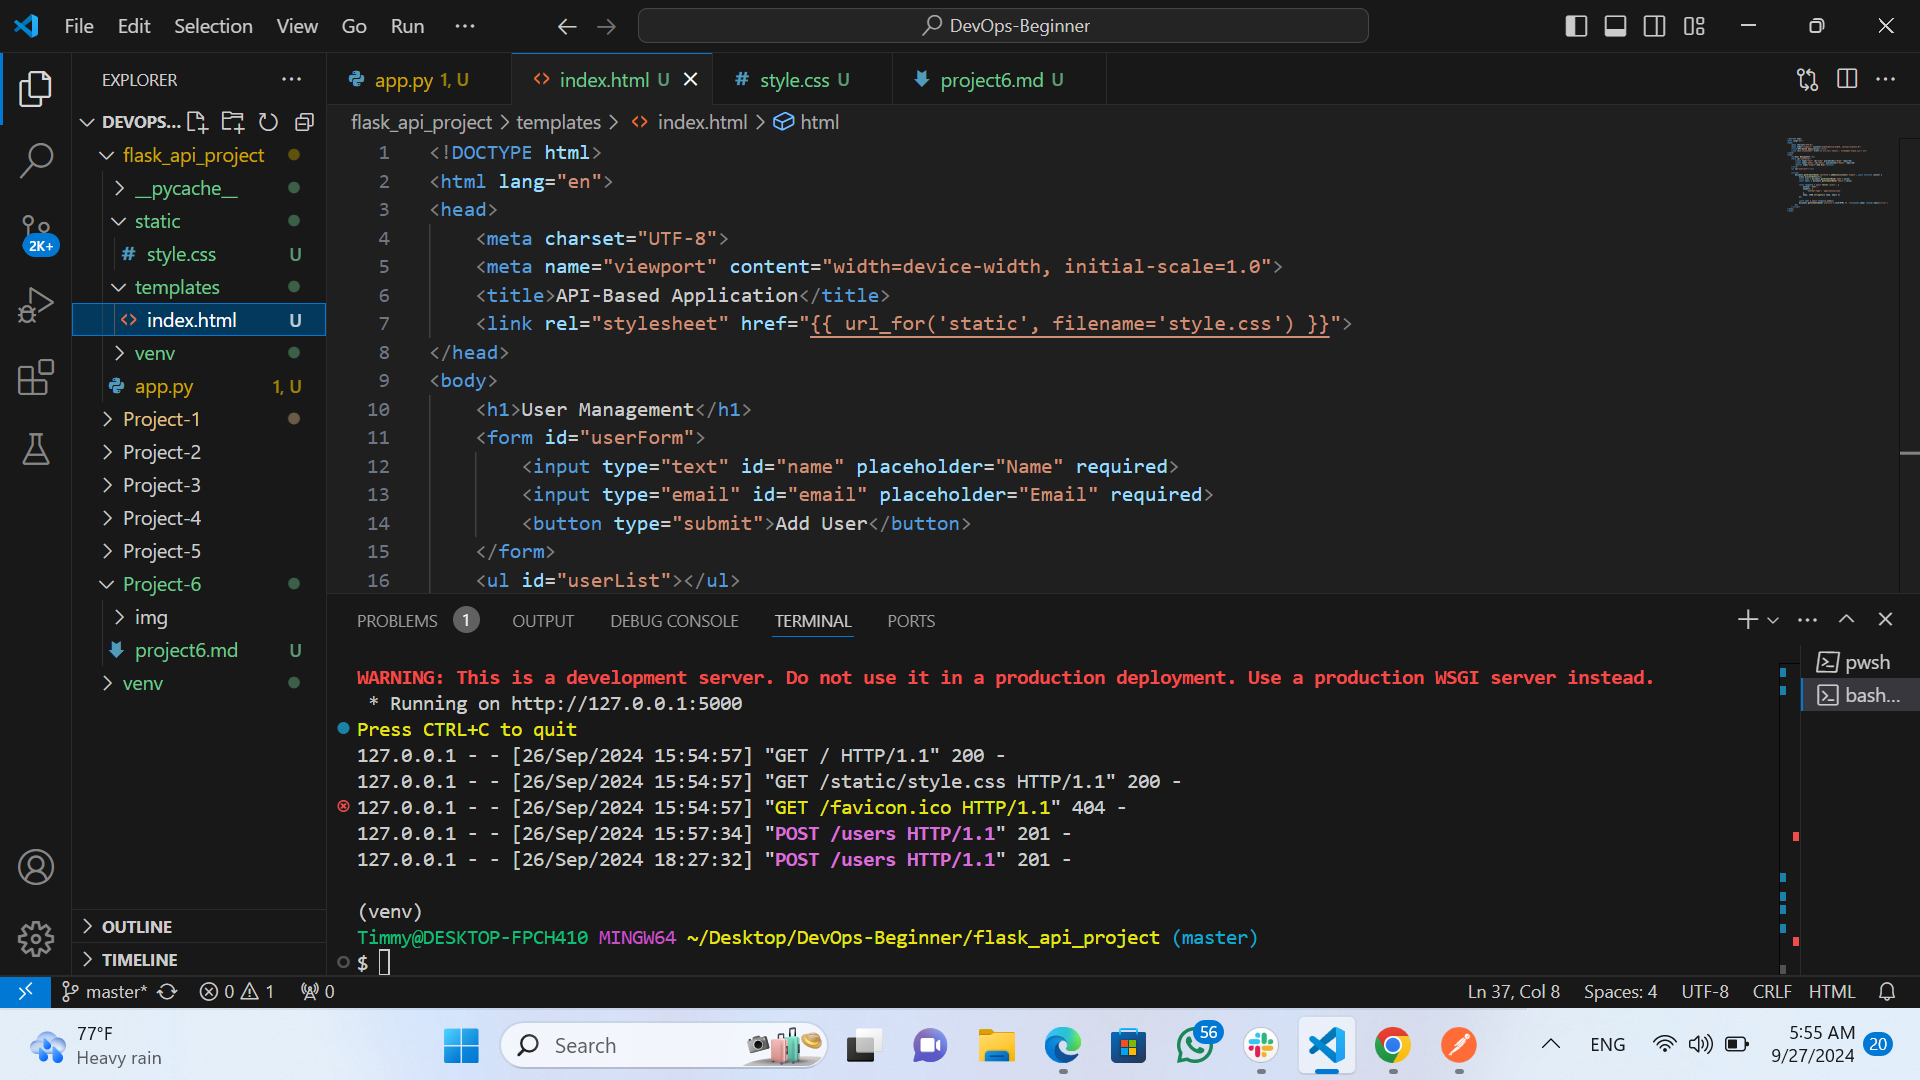 File Edit Selection View Go Run ···
DevOps-Beginner
EXPLORER ···
DEVOPS...
flask_api_project
__pycache__
static
# style.css U
templates
<> index.html U
venv
app.py 1, U
Project-1
Project-2
Project-3
Project-4
Project-5
Project-6
img
project6.md U
venv
OUTLINE
TIMELINE
2K+
app.py 1, U
<> index.html U
# style.css U
project6.md U
flask_api_project > templates > <> index.html > html
1 <!DOCTYPE html>
2 <html lang="en">
3 <head>
4 <meta charset="UTF-8">
5 <meta name="viewport" content="width=device-width, initial-scale=1.0">
6 <title>API-Based Application</title>
7 <link rel="stylesheet" href="{{ url_for('static', filename='style.css') }}">
8 </head>
9 <body>
10 <h1>User Management</h1>
11 <form id="userForm">
12 <input type="text" id="name" placeholder="Name" required>
13 <input type="email" id="email" placeholder="Email" required>
14 <button type="submit">Add User</button>
15 </form>
16 <ul id="userList"></ul>
PROBLEMS 1 OUTPUT DEBUG CONSOLE TERMINAL PORTS
WARNING: This is a development server. Do not use it in a production deployment. Use a production WSGI server instead.
* Running on http://127.0.0.1:5000
Press CTRL+C to quit
127.0.0.1 - - [26/Sep/2024 15:54:57] "GET / HTTP/1.1" 200 -
127.0.0.1 - - [26/Sep/2024 15:54:57] "GET /static/style.css HTTP/1.1" 200 -
127.0.0.1 - - [26/Sep/2024 15:54:57] "GET /favicon.ico HTTP/1.1" 404 -
127.0.0.1 - - [26/Sep/2024 15:57:34] "POST /users HTTP/1.1" 201 -
127.0.0.1 - - [26/Sep/2024 18:27:32] "POST /users HTTP/1.1" 201 -
(venv)
Timmy@DESKTOP-FPCH410 MINGW64 ~/Desktop/DevOps-Beginner/flask_api_project (master)
$
pwsh
bash...
master* 0 1 0
Ln 37, Col 8 Spaces: 4 UTF-8 CRLF HTML
77°F
Heavy rain
Search
56
ENG
5:55 AM
9/27/2024
20